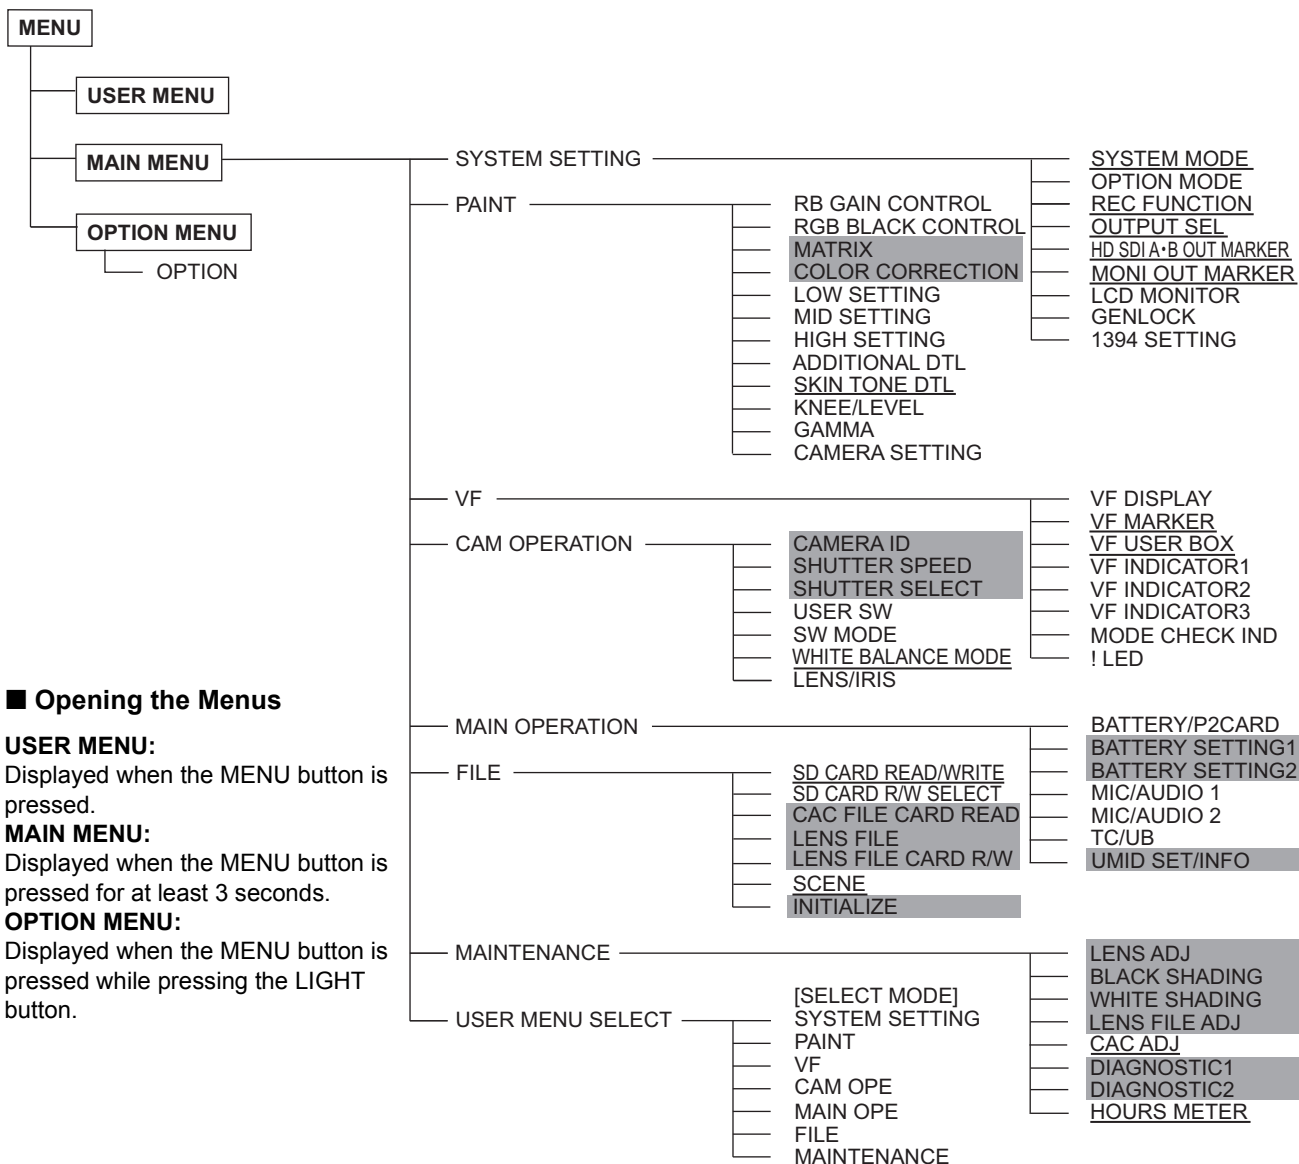 MENU
USER MENU
MAIN MENU
OPTION MENU
OPTION
SYSTEM SETTING
SYSTEM MODE
OPTION MODE
REC FUNCTION
OUTPUT SEL
HD SDI A•B OUT MARKER
MONI OUT MARKER
LCD MONITOR
GENLOCK
1394 SETTING
PAINT
RB GAIN CONTROL
RGB BLACK CONTROL
MATRIX
COLOR CORRECTION
LOW SETTING
MID SETTING
HIGH SETTING
ADDITIONAL DTL
SKIN TONE DTL
KNEE/LEVEL
GAMMA
CAMERA SETTING
VF
VF DISPLAY
VF MARKER
VF USER BOX
VF INDICATOR1
VF INDICATOR2
VF INDICATOR3
MODE CHECK IND
! LED
CAM OPERATION
CAMERA ID
SHUTTER SPEED
SHUTTER SELECT
USER SW
SW MODE
WHITE BALANCE MODE
LENS/IRIS
MAIN OPERATION
BATTERY/P2CARD
BATTERY SETTING1
BATTERY SETTING2
MIC/AUDIO 1
MIC/AUDIO 2
TC/UB
UMID SET/INFO
FILE
SD CARD READ/WRITE
SD CARD R/W SELECT
CAC FILE CARD READ
LENS FILE
LENS FILE CARD R/W
SCENE
INITIALIZE
MAINTENANCE
LENS ADJ
BLACK SHADING
WHITE SHADING
LENS FILE ADJ
CAC ADJ
DIAGNOSTIC1
DIAGNOSTIC2
HOURS METER
USER MENU SELECT
[SELECT MODE]
SYSTEM SETTING
PAINT
VF
CAM OPE
MAIN OPE
FILE
MAINTENANCE
■ Opening the Menus
USER MENU:
Displayed when the MENU button is
pressed.
MAIN MENU:
Displayed when the MENU button is
pressed for at least 3 seconds.
OPTION MENU:
Displayed when the MENU button is
pressed while pressing the LIGHT
button.